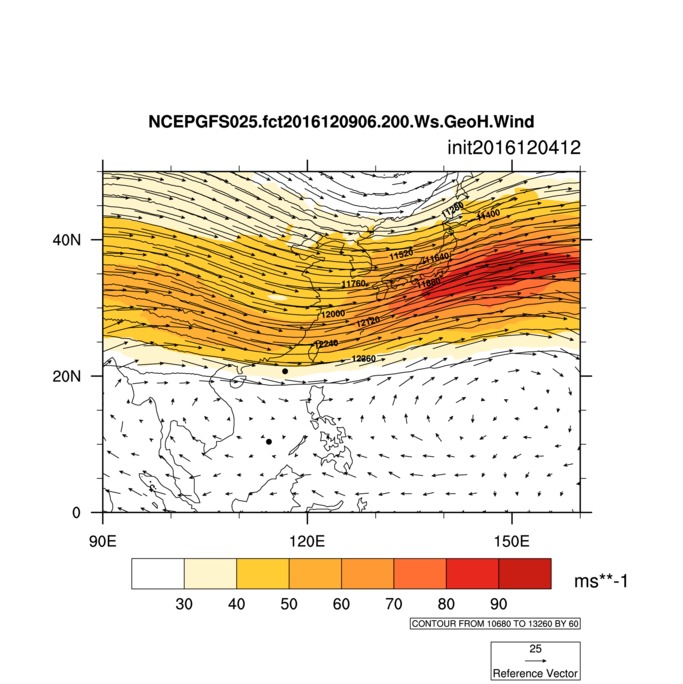 NCEPGFS025.fct2016120906.200.Ws.GeoH.Wind
init2016120412
11280
11400
40N
11520
11640
11760
11880
12000
12120
12240
12360
20N
0
90E 120E 150E
ms**-1
30 40 50 60 70 80 90
CONTOUR FROM 10680 TO 13260 BY 60
25
Reference Vector